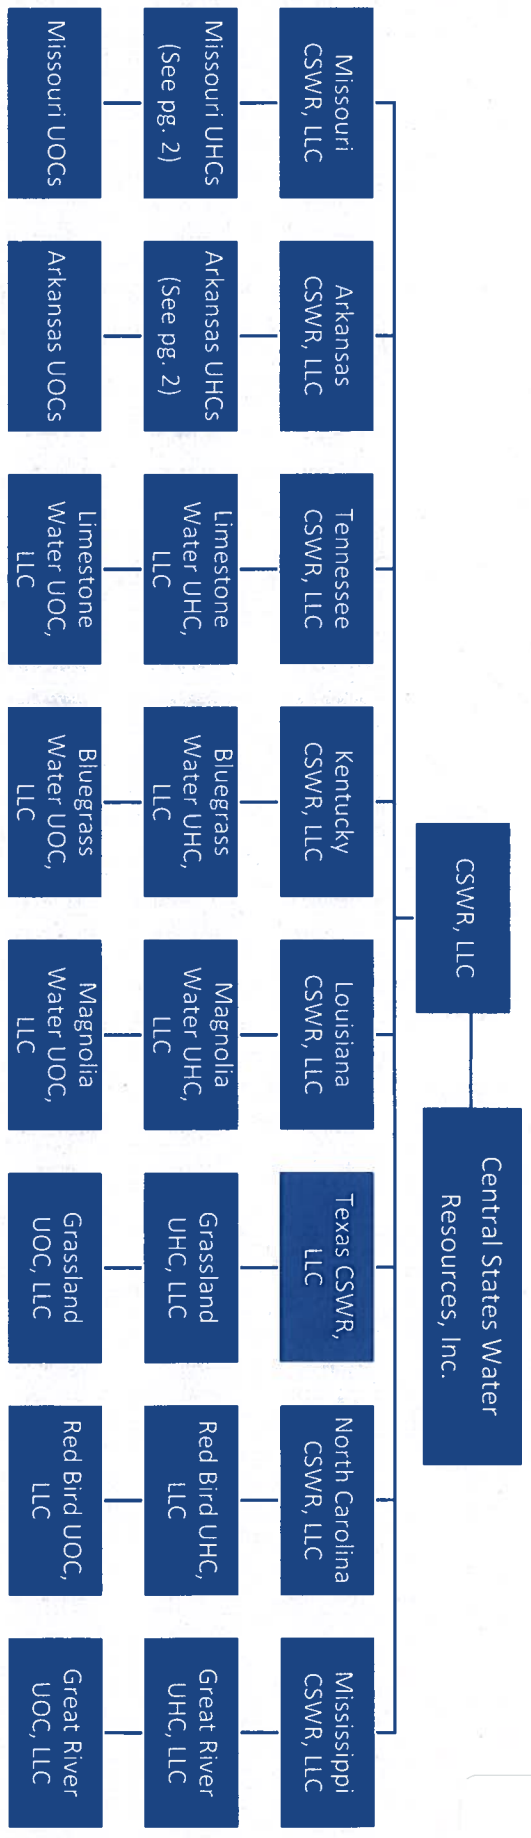 CSWR, LLC
Central States Water
Resources, Inc.
Missouri
CSWR, LLC
Arkansas
CSWR, LLC
Tennessee
CSWR, LLC
Kentucky
CSWR, LLC
Louisiana
CSWR, LLC
Texas CSWR,
LLC
North Carolina
CSWR, LLC
Mississippi
CSWR, LLC
Missouri UHCs
(See pg. 2)
Arkansas UHCs
(See pg. 2)
Limestone
Water UHC,
LLC
Bluegrass
Water UHC,
LLC
Magnolia
Water UHC,
LLC
Grassland
UHC, LLC
Red Bird UHC,
LLC
Great River
UHC, LLC
Missouri UOCs
Arkansas UOCs
Limestone
Water UOC,
LLC
Bluegrass
Water UOC,
LLC
Magnolia
Water UOC,
LLC
Grassland
UOC, LLC
Red Bird UOC,
LLC
Great River
UOC, LLC